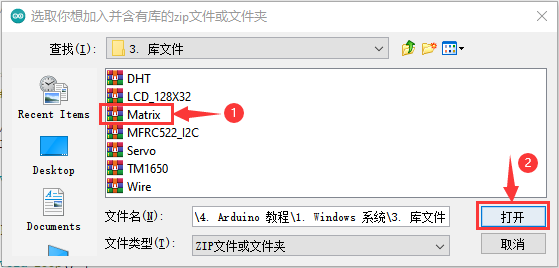 选取你想加入并含有库的zip文件或文件夹
查找(I):
3. 库文件
Recent Items
Desktop
Documents
DHT
LCD_128X32
Matrix
1
MFRC522_I2C
Servo
TM1650
Wire
2
文件名(N):
\4. Arduino 教程\1. Windows 系统\3. 库文件
打开
文件类型(T):
ZIP文件或文件夹
取消